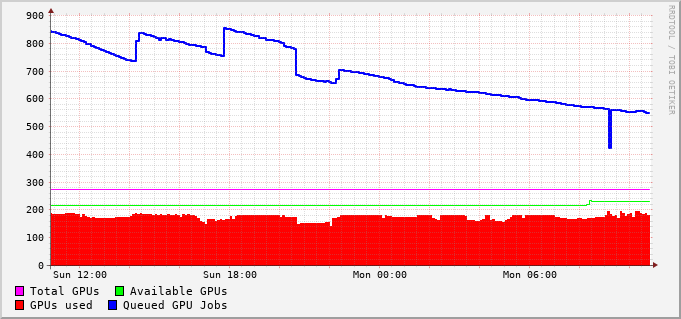 900
800
700
600
500
400
300
200
100
0
Sun 12:00 Sun 18:00 Mon 00:00 Mon 06:00
Total GPUs Available GPUs
GPUs used Queued GPU Jobs
RRDTOOL / TOBI OETIKER